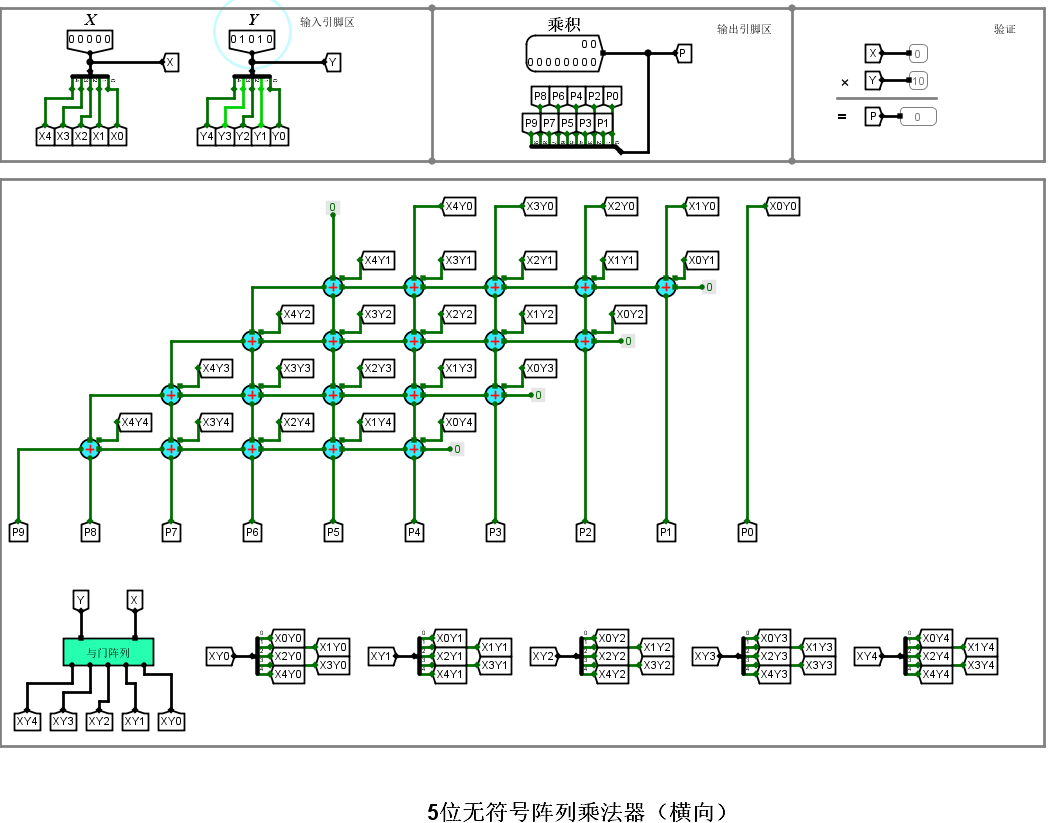 X Y 输入引脚区 乘积 输出引脚区 验证
00000 01010 00
00000000
X Y P X 0
× Y 10
= P 0
X4 X3 X2 X1 X0 Y4 Y3 Y2 Y1 Y0
P8 P6 P4 P2 P0
P9 P7 P5 P3 P1
0 X4Y0 X3Y0 X2Y0 X1Y0 X0Y0
X4Y1 X3Y1 X2Y1 X1Y1 X0Y1
0
X4Y2 X3Y2 X2Y2 X1Y2 X0Y2
0
X4Y3 X3Y3 X2Y3 X1Y3 X0Y3
0
X4Y4 X3Y4 X2Y4 X1Y4 X0Y4
0
P9 P8 P7 P6 P5 P4 P3 P2 P1 P0
Y X
与门阵列
XY4 XY3 XY2 XY1 XY0
XY0 X0Y0 X1Y0 X2Y0 X3Y0 X4Y0
XY1 X0Y1 X1Y1 X2Y1 X3Y1 X4Y1
XY2 X0Y2 X1Y2 X2Y2 X3Y2 X4Y2
XY3 X0Y3 X1Y3 X2Y3 X3Y3 X4Y3
XY4 X0Y4 X1Y4 X2Y4 X3Y4 X4Y4
5位无符号阵列乘法器（横向）